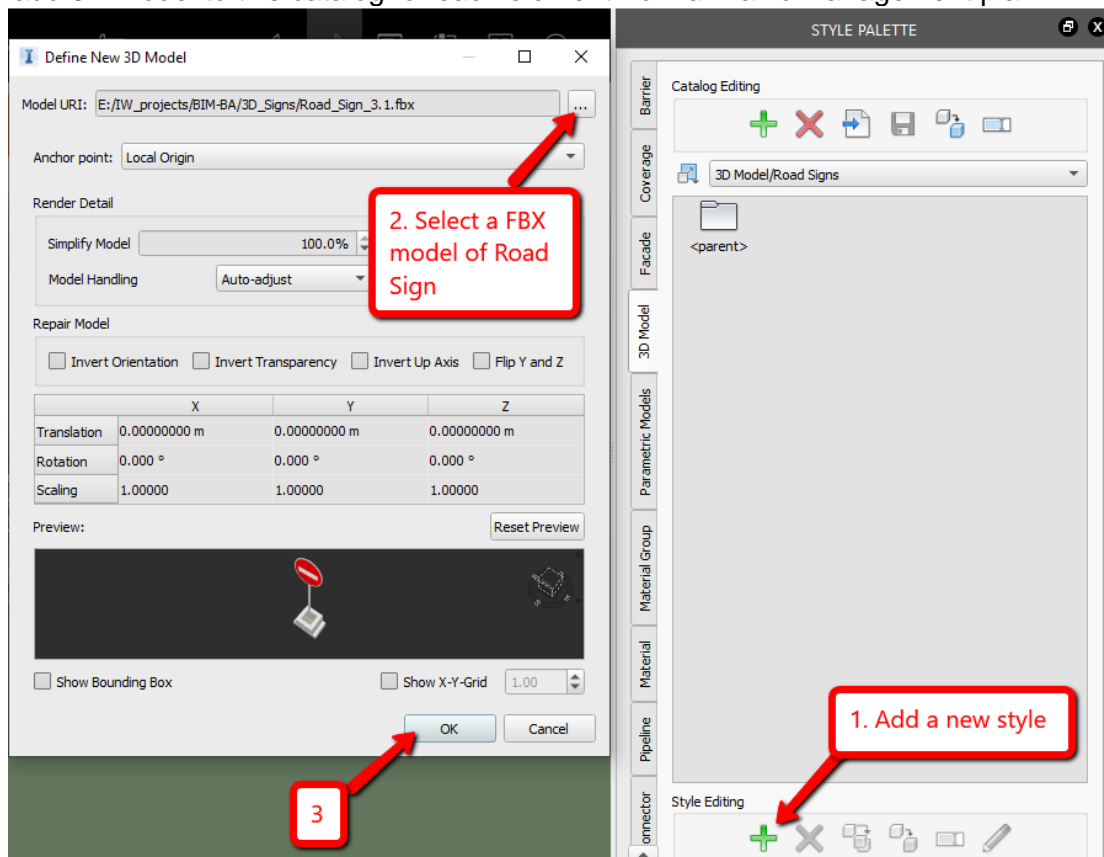 STYLE PALETTE
Define New 3D Model
Model URI: E:/IW_projects/BIM-BA/3D_Signs/Road_Sign_3.1.fbx ...
Anchor point: Local Origin
Render Detail
Simplify Model 100.0%
Model Handling Auto-adjust
2. Select a FBX
model of Road
Sign
Repair Model
Invert Orientation Invert Transparency Invert Up Axis Flip Y and Z
X Y Z
Translation 0.00000000 m 0.00000000 m 0.00000000 m
Rotation 0.000 ° 0.000 ° 0.000 °
Scaling 1.00000 1.00000 1.00000
Preview:
Reset Preview
Show Bounding Box
Show X-Y-Grid 1.00
OK Cancel
3
Barrier
Coverage
Facade
3D Model
Parametric Models
Material Group
Material
Pipeline
onnector
Catalog Editing
3D Model/Road Signs
<parent>
1. Add a new style
Style Editing